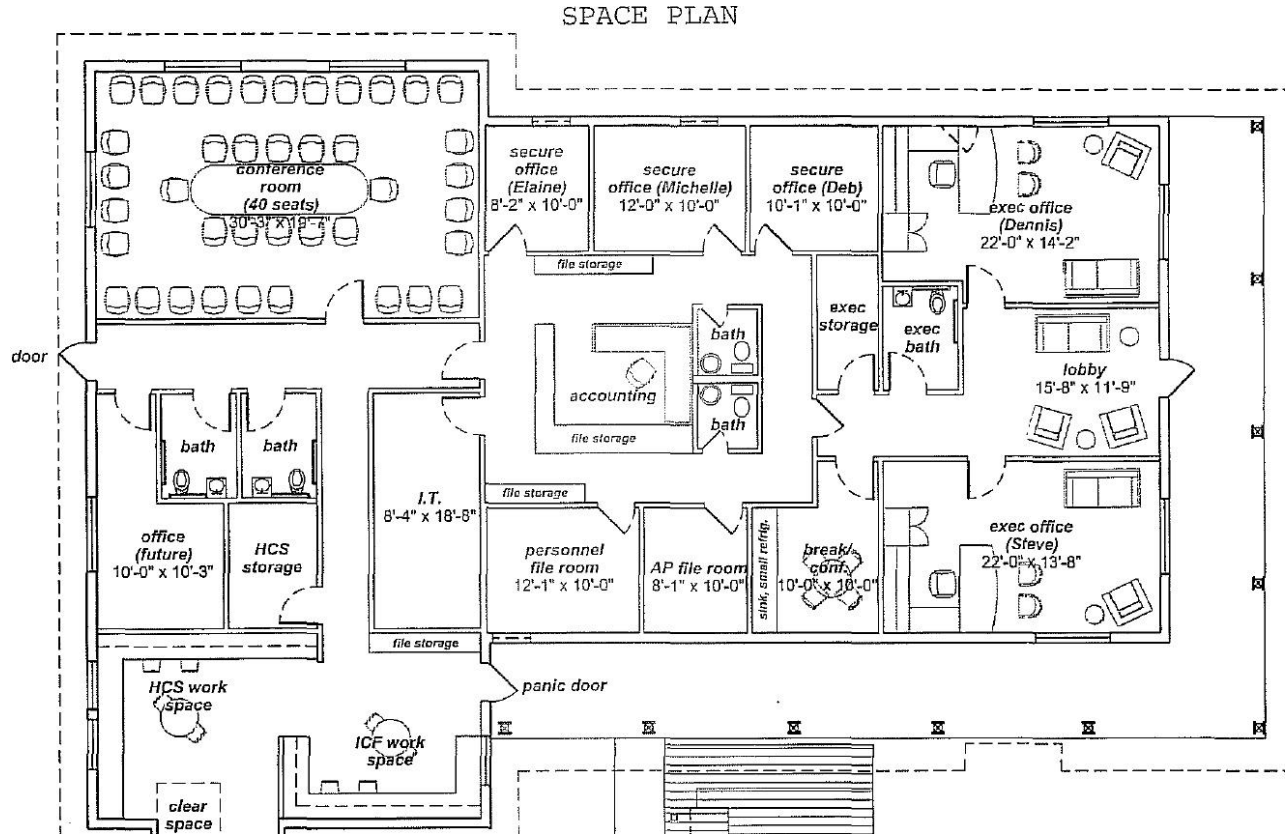 SPACE PLAN
conference
room
(40 seats)
30'-3" x 19'-7"
secure
office
(Elaine)
8'-2" x 10'-0"
secure
office (Michelle)
12'-0" x 10'-0"
secure
office (Deb)
10'-1" x 10'-0"
exec office
(Dennis)
22'-0" x 14'-2"
file storage
exec
storage
exec
bath
bath
door
lobby
15'-8" x 11'-9"
accounting
bath
file storage
bath
bath
I.T.
8'-4" x 18'-8"
file storage
office
(future)
10'-0" x 10'-3"
HCS
storage
personnel
file room
12'-1" x 10'-0"
AP file room
8'-1" x 10'-0"
sink, small refrig.
break/
conf.
10'-0" x 10'-0"
exec office
(Steve)
22'-0" x 13'-8"
file storage
HCS work
space
panic door
ICF work
space
clear
space